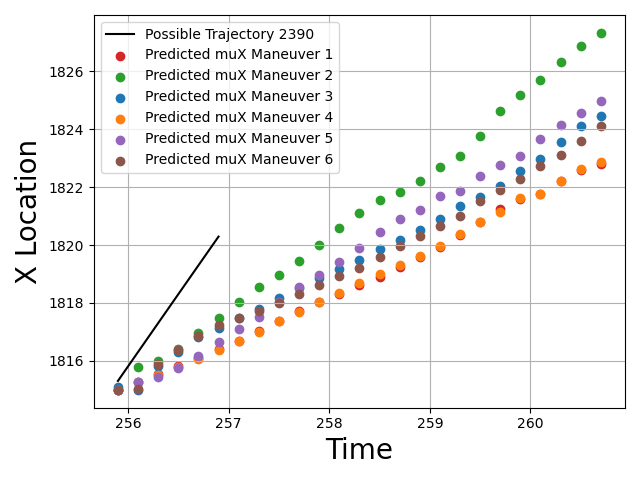 Possible Trajectory 2390
Predicted muX Maneuver 1
Predicted muX Maneuver 2
Predicted muX Maneuver 3
Predicted muX Maneuver 4
Predicted muX Maneuver 5
Predicted muX Maneuver 6
1826
1824
1822
1820
1818
1816
X Location
256 257 258 259 260
Time